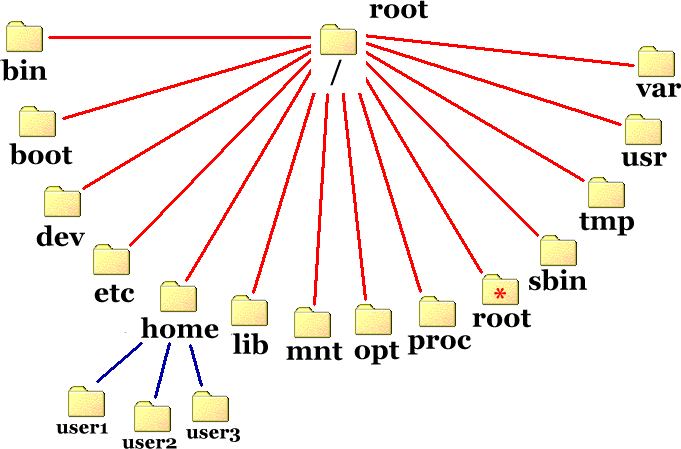 root
/
bin
var
boot
usr
dev
tmp
etc
sbin
home
lib
mnt
opt
proc
*
root
user1
user2
user3